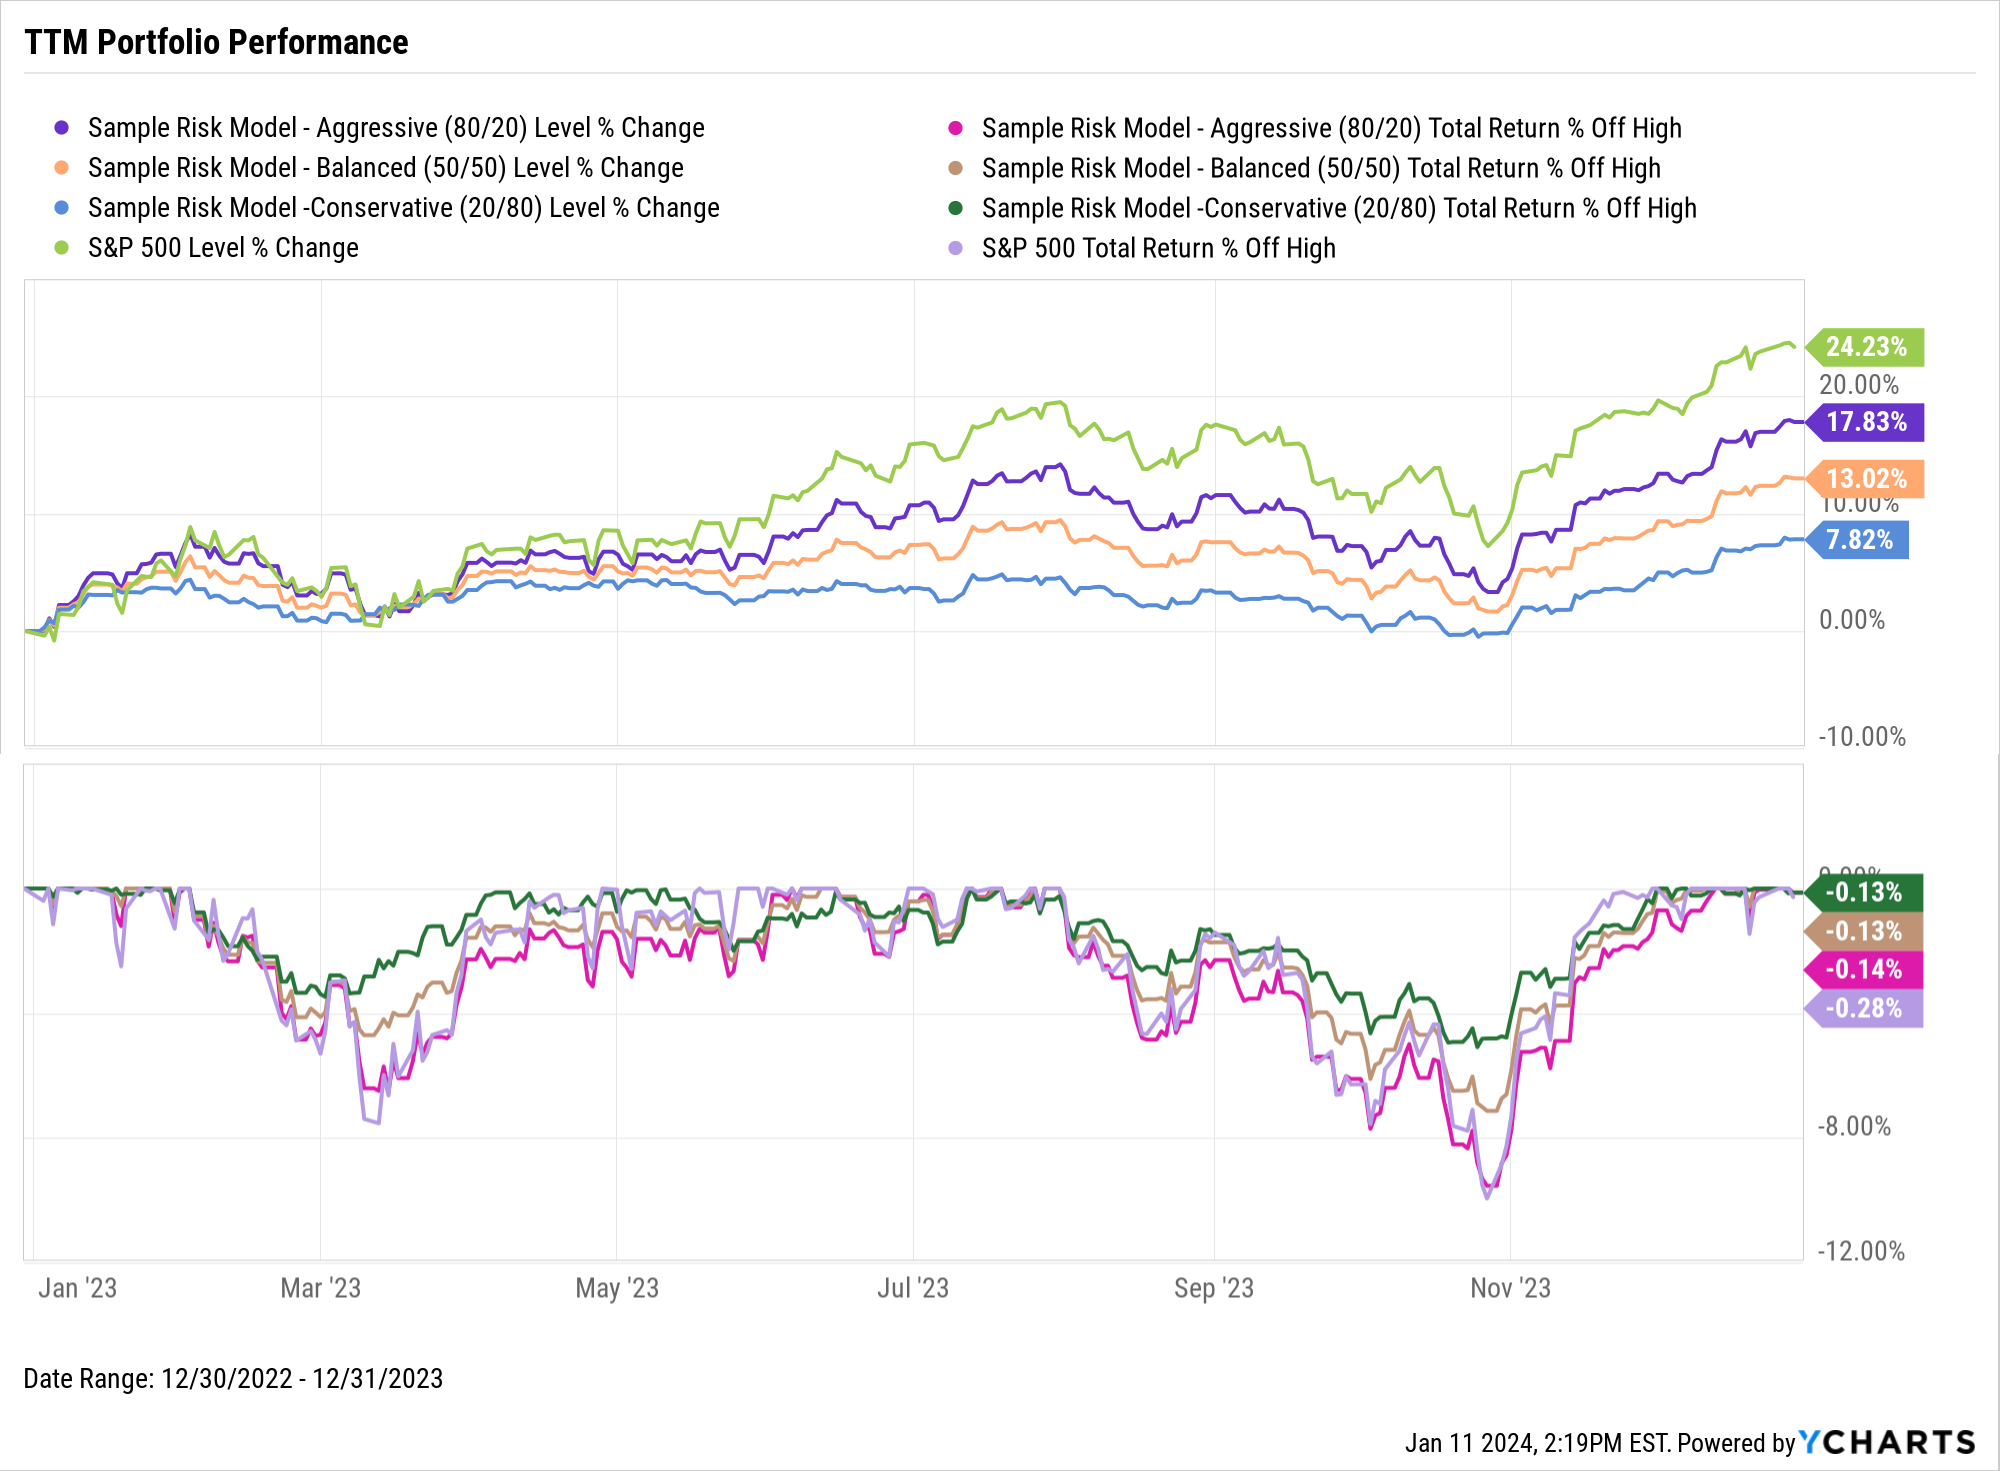 TTM Portfolio Performance
Sample Risk Model - Aggressive (80/20) Level % Change
Sample Risk Model - Aggressive (80/20) Total Return % Off High
Sample Risk Model - Balanced (50/50) Level % Change
Sample Risk Model - Balanced (50/50) Total Return % Off High
Sample Risk Model -Conservative (20/80) Level % Change
Sample Risk Model -Conservative (20/80) Total Return % Off High
S&P 500 Level % Change
S&P 500 Total Return % Off High
24.23%
20.00%
17.83%
13.02%
10.00%
7.82%
0.00%
-10.00%
0.00%
-0.13%
-0.13%
-0.14%
-0.28%
-8.00%
-12.00%
Jan '23 Mar '23 May '23 Jul '23 Sep '23 Nov '23
Date Range: 12/30/2022 - 12/31/2023
Jan 11 2024, 2:19PM EST. Powered by YCHARTS